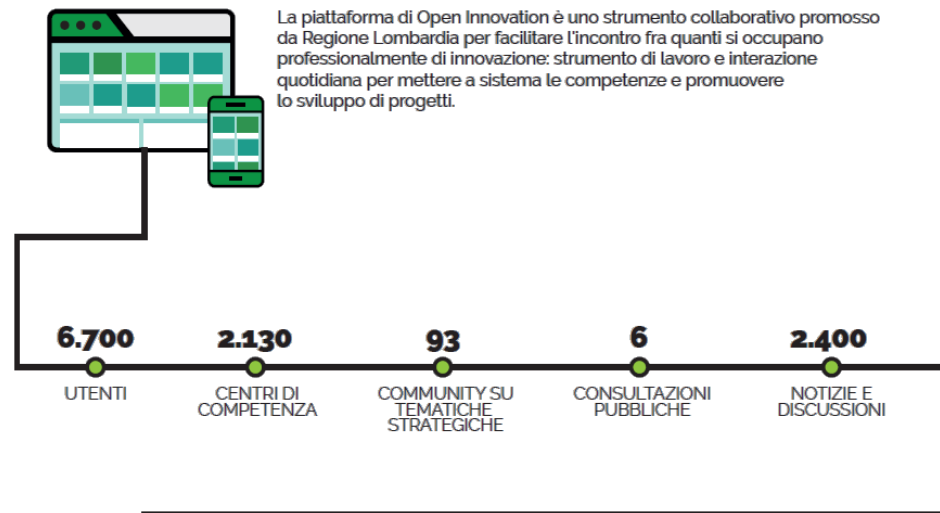 La piattaforma di Open Innovation è uno strumento collaborativo promosso
da Regione Lombardia per facilitare l'incontro fra quanti si occupano
professionalmente di innovazione: strumento di lavoro e interazione
quotidiana per mettere a sistema le competenze e promuovere
lo sviluppo di progetti.
6.700
UTENTI
2.130
CENTRI DI
COMPETENZA
93
COMMUNITY SU
TEMATICHE
STRATEGICHE
6
CONSULTAZIONI
PUBBLICHE
2.400
NOTIZIE E
DISCUSSIONI